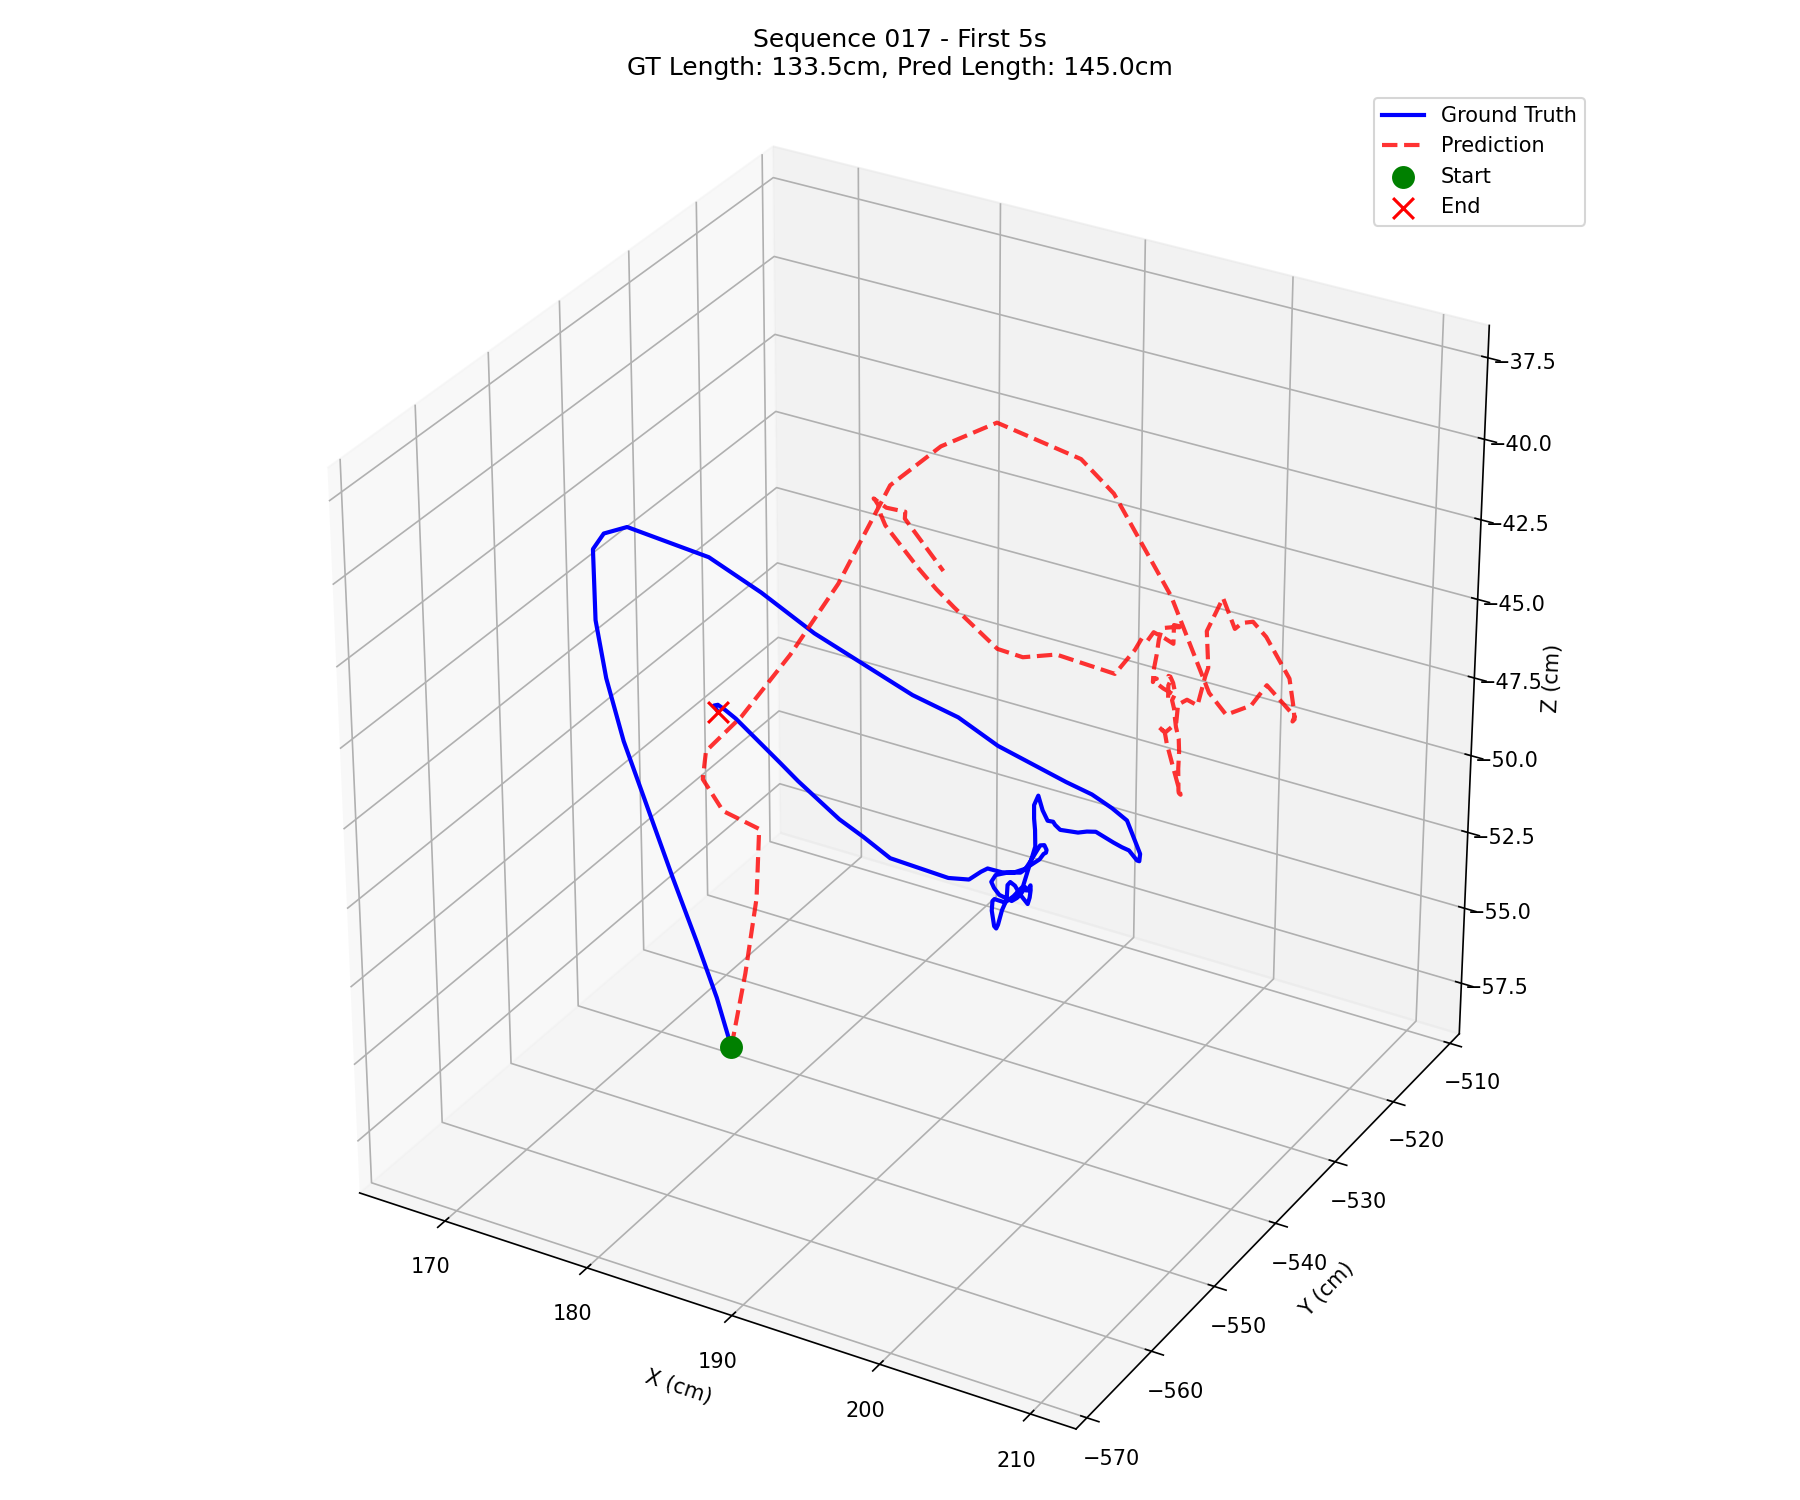 Sequence 017 - First 5s
GT Length: 133.5cm, Pred Length: 145.0cm
Ground Truth
Prediction
Start
End
−37.5
−40.0
−42.5
−45.0
−47.5
−50.0
−52.5
−55.0
−57.5
Z (cm)
−510
−520
−530
−540
−550
−560
−570
Y (cm)
170
180
190
200
210
X (cm)